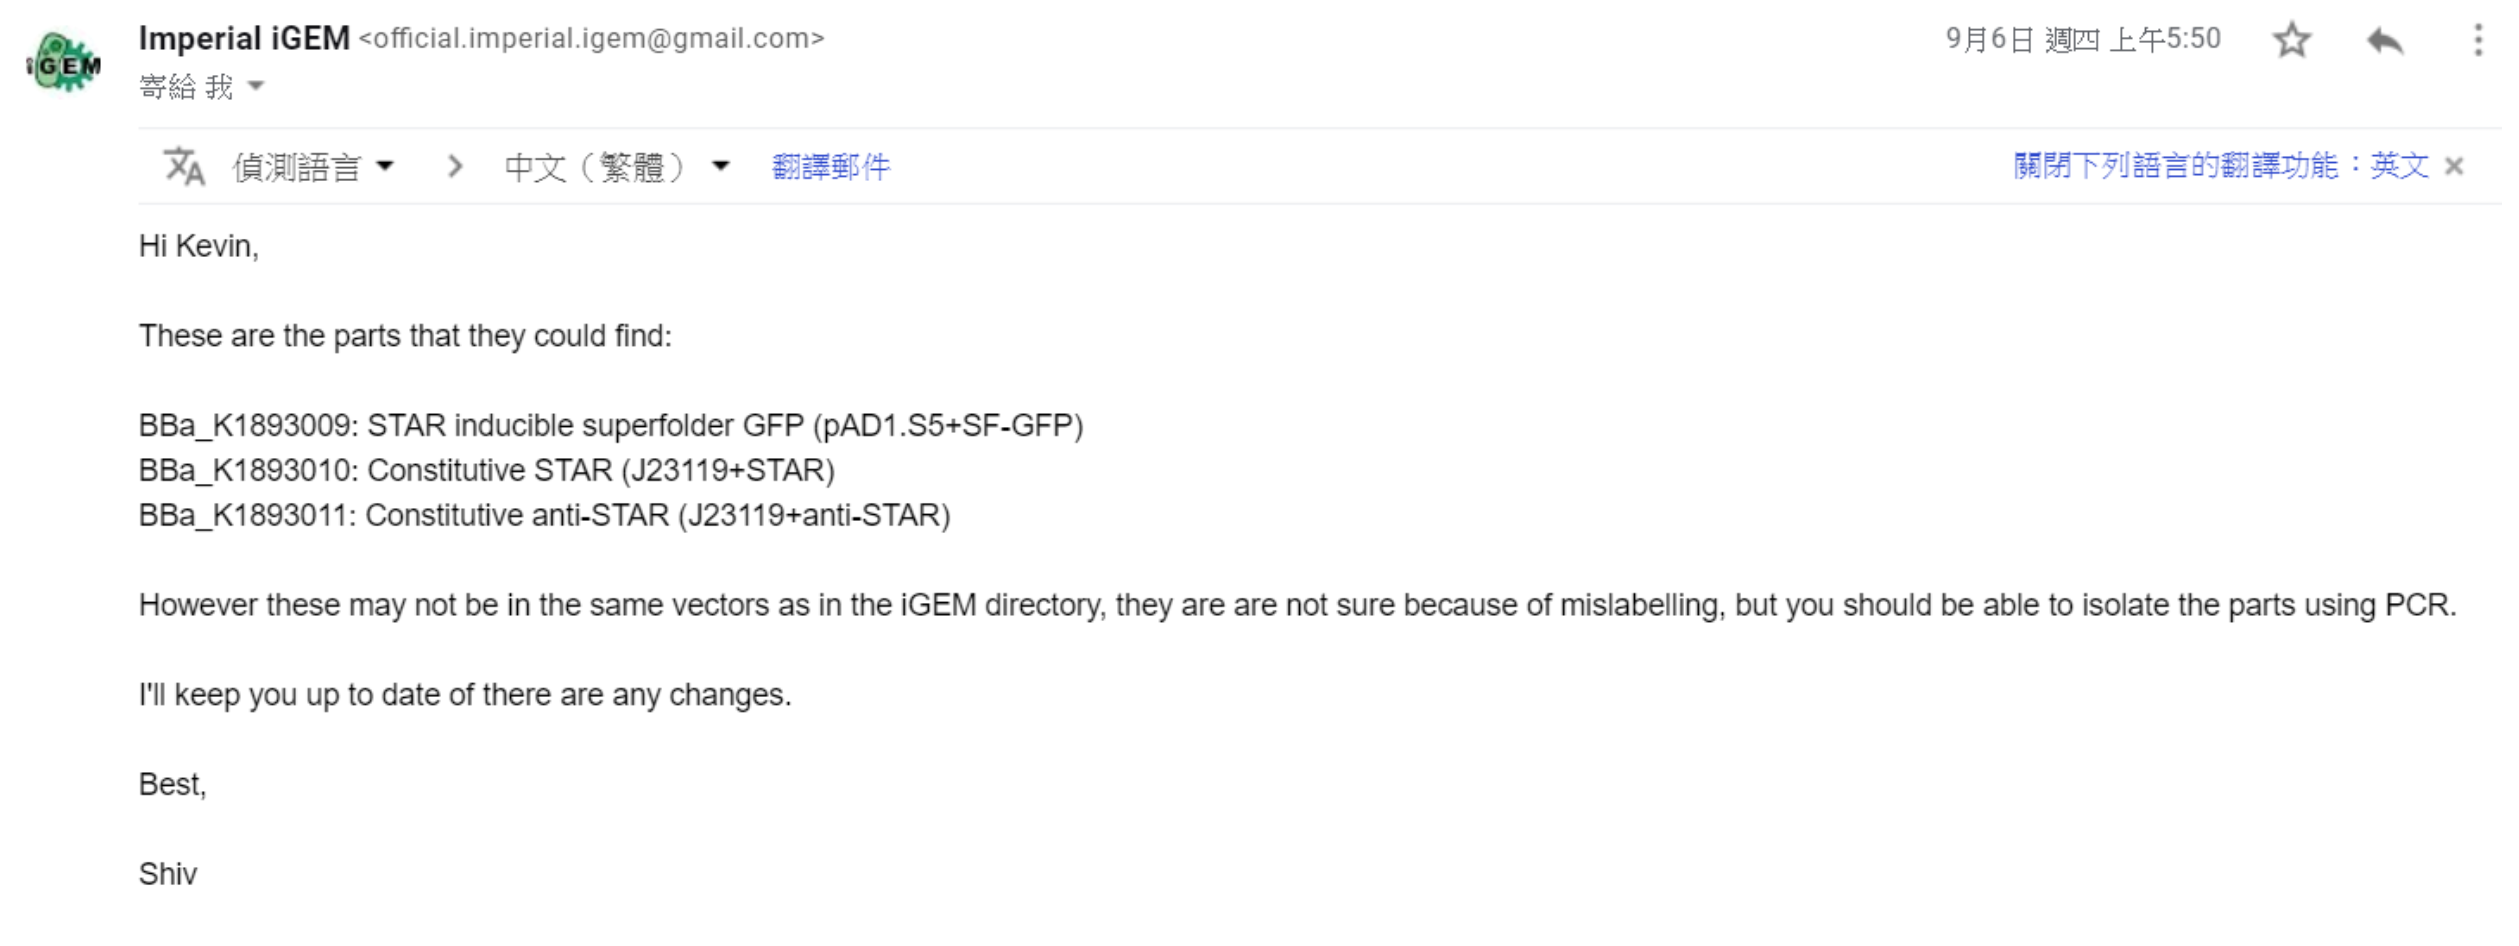 iGEM
Imperial iGEM <official.imperial.igem@gmail.com>
9月6日 週四 上午5:50
寄給 我
偵測語言
中文（繁體）
翻譯郵件
關閉下列語言的翻譯功能：英文
Hi Kevin,
These are the parts that they could find:
BBa_K1893009: STAR inducible superfolder GFP (pAD1.S5+SF-GFP)
BBa_K1893010: Constitutive STAR (J23119+STAR)
BBa_K1893011: Constitutive anti-STAR (J23119+anti-STAR)
However these may not be in the same vectors as in the iGEM directory, they are are not sure because of mislabelling, but you should be able to isolate the parts using PCR.
I'll keep you up to date of there are any changes.
Best,
Shiv